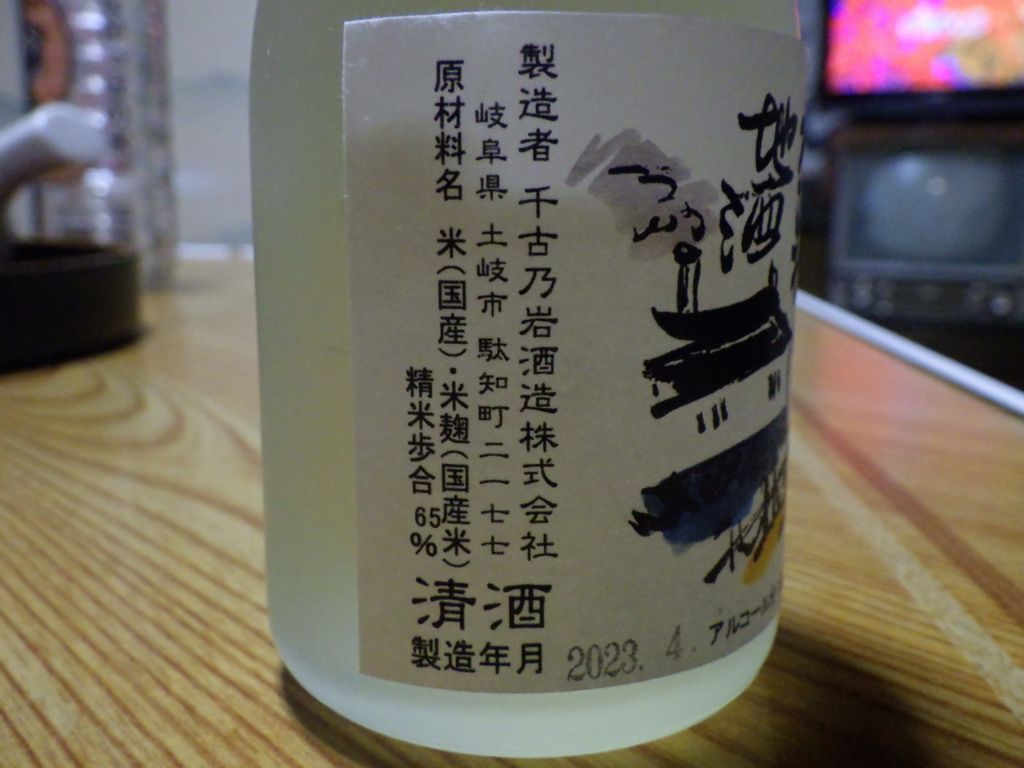 地酒
製造者 千古乃岩酒造株式会社
岐阜県 土岐市 駄知町二一七七
原材料名 米(国産)・米麹(国産米)
精米歩合 65%
清酒
製造年月 2023. 4.
アルコール